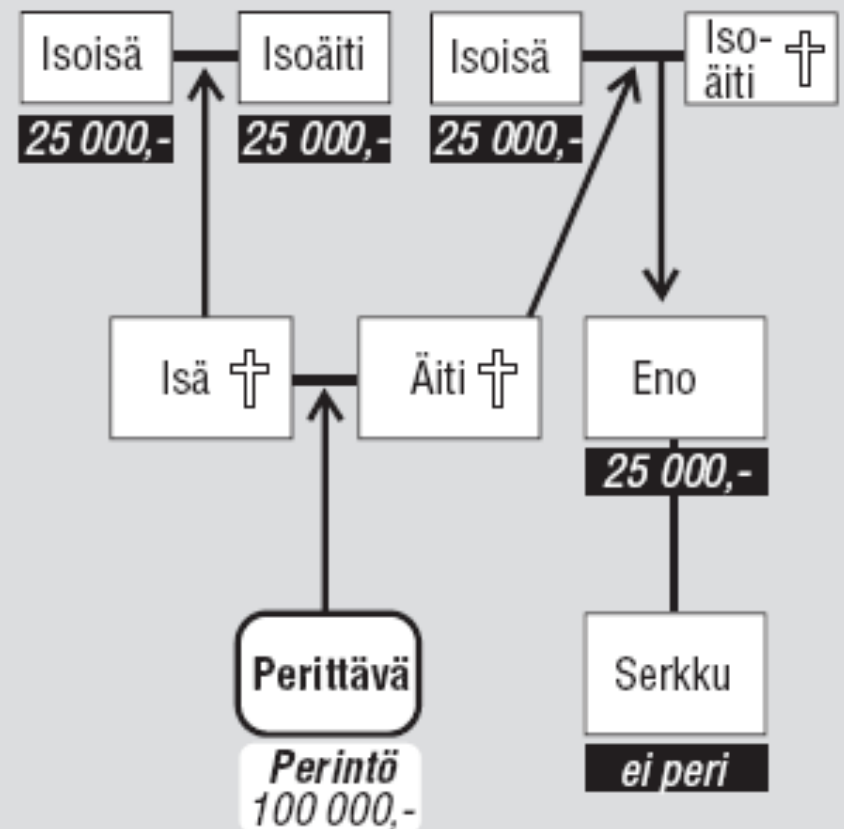 Isoisä
Isoäiti
Isoisä
Iso-
äiti
25 000,-
25 000,-
25 000,-
Isä
Äiti
Eno
25 000,-
Perittävä
Serkku
Perintö
100 000,-
ei peri